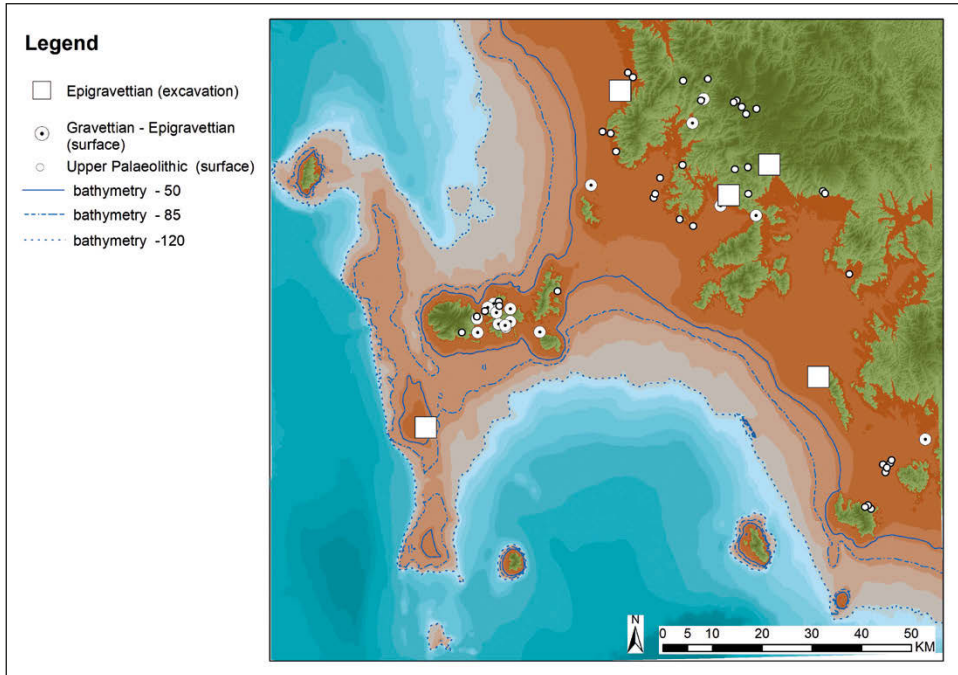 Legend
Epigravettian (excavation)
Gravettian - Epigravettian
(surface)
Upper Palaeolithic (surface)
bathymetry - 50
bathymetry - 85
bathymetry -120
N
0 5 10 20 30 40 50
KM